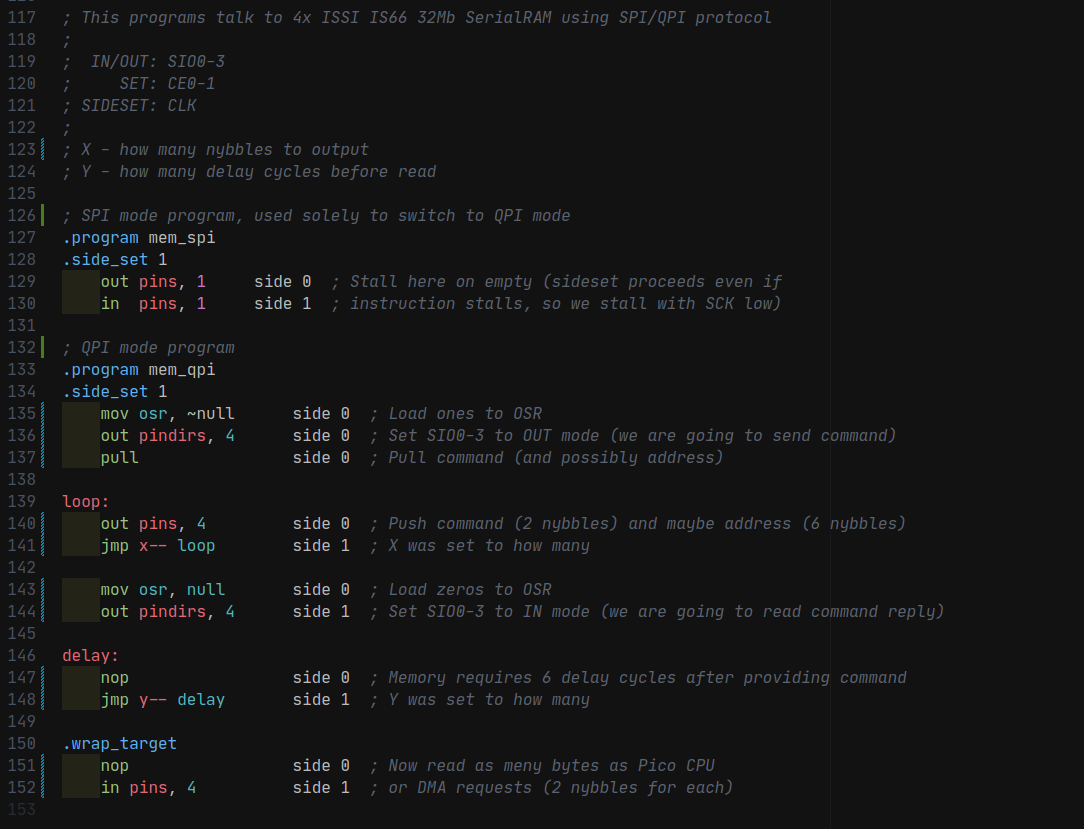 117 ; This programs talk to 4x ISSI IS66 32Mb SerialRAM using SPI/QPI protocol
118 ;
119 ;  IN/OUT: SIO0-3
120 ;     SET: CE0-1
121 ; SIDESET: CLK
122 ;
123 ; X - how many nybbles to output
124 ; Y - how many delay cycles before read
125
126 ; SPI mode program, used solely to switch to QPI mode
127 .program mem_spi
128 .side_set 1
129     out pins, 1     side 0  ; Stall here on empty (sideset proceeds even if
130     in  pins, 1     side 1  ; instruction stalls, so we stall with SCK low)
131
132 ; QPI mode program
133 .program mem_qpi
134 .side_set 1
135     mov osr, ~null      side 0  ; Load ones to OSR
136     out pindirs, 4      side 0  ; Set SIO0-3 to OUT mode (we are going to send command)
137     pull                side 0  ; Pull command (and possibly address)
138
139 loop:
140     out pins, 4         side 0  ; Push command (2 nybbles) and maybe address (6 nybbles)
141     jmp x-- loop        side 1  ; X was set to how many
142
143     mov osr, null       side 0  ; Load zeros to OSR
144     out pindirs, 4      side 1  ; Set SIO0-3 to IN mode (we are going to read command reply)
145
146 delay:
147     nop                 side 0  ; Memory requires 6 delay cycles after providing command
148     jmp y-- delay       side 1  ; Y was set to how many
149
150 .wrap_target
151     nop                 side 0  ; Now read as meny bytes as Pico CPU
152     in pins, 4          side 1  ; or DMA requests (2 nybbles for each)
153